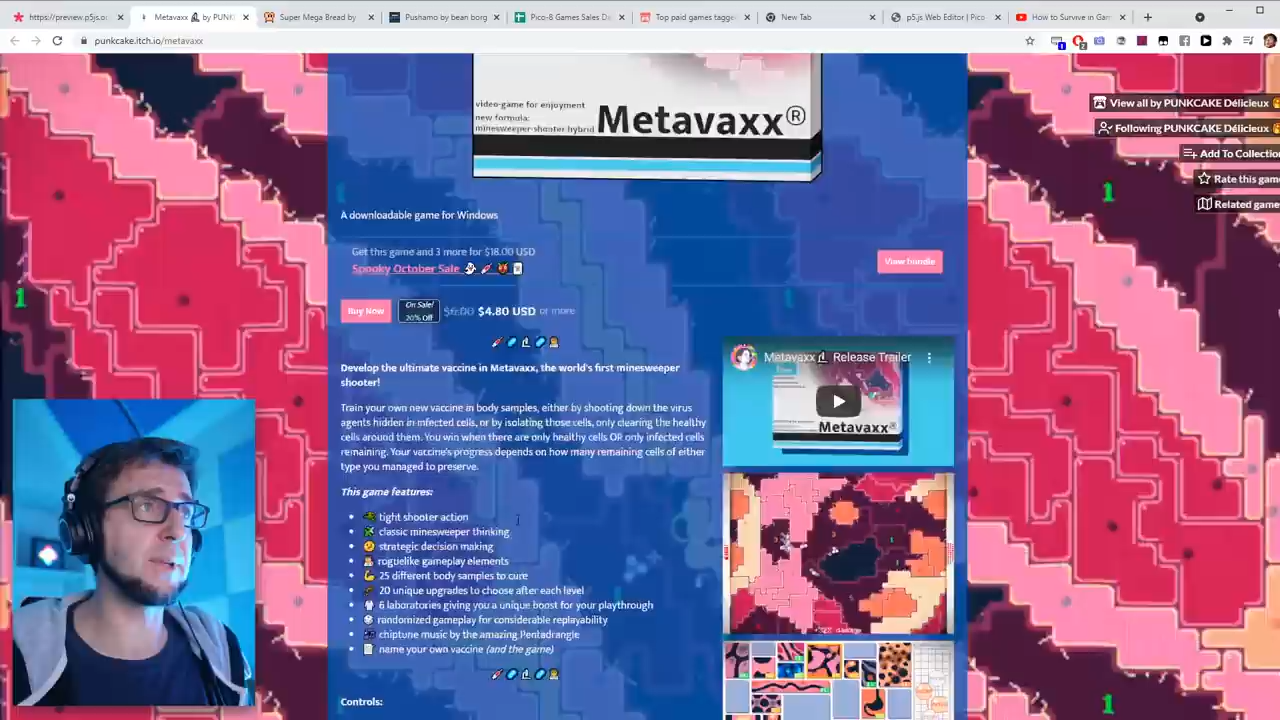 https://preview.p5js.o
Metavaxx by PUNK
Super Mega Bread by
Pushamo by bean borg
Pico-8 Games Sales D
Top paid games tagged
New Tab
p5.js Web Editor | Pico
How to Survive in Gam
punkcake.itch.io/metavaxx
video-game for enjoyment
new formula:
minesweeper-shooter hybrid
Metavaxx®
View all by PUNKCAKE Délicieux
Following PUNKCAKE Délicieux
Add To Collectio
Rate this game
Related game
A downloadable game for Windows
Get this game and 3 more for $18.00 USD
Spooky October Sale
View bundle
Buy Now
On Sale!
20% Off
$6.00 $4.80 USD or more
Develop the ultimate vaccine in Metavaxx, the world's first minesweeper
shooter!
Train your own new vaccine in body samples, either by shooting down the virus
agents hidden in infected cells, or by isolating those cells, only clearing the healthy
cells around them. You win when there are only healthy cells OR only infected cells
remaining. Your vaccine's progress depends on how many remaining cells of either
type you managed to preserve.
This game features:
tight shooter action
classic minesweeper thinking
strategic decision making
roguelike gameplay elements
25 different body samples to cure
20 unique upgrades to choose after each level
6 laboratories giving you a unique boost for your playthrough
randomized gameplay for considerable replayability
chiptune music by the amazing Pentadrangle
name your own vaccine (and the game)
Controls:
Metavaxx Release Trailer
Metavaxx®
1
1
1
1